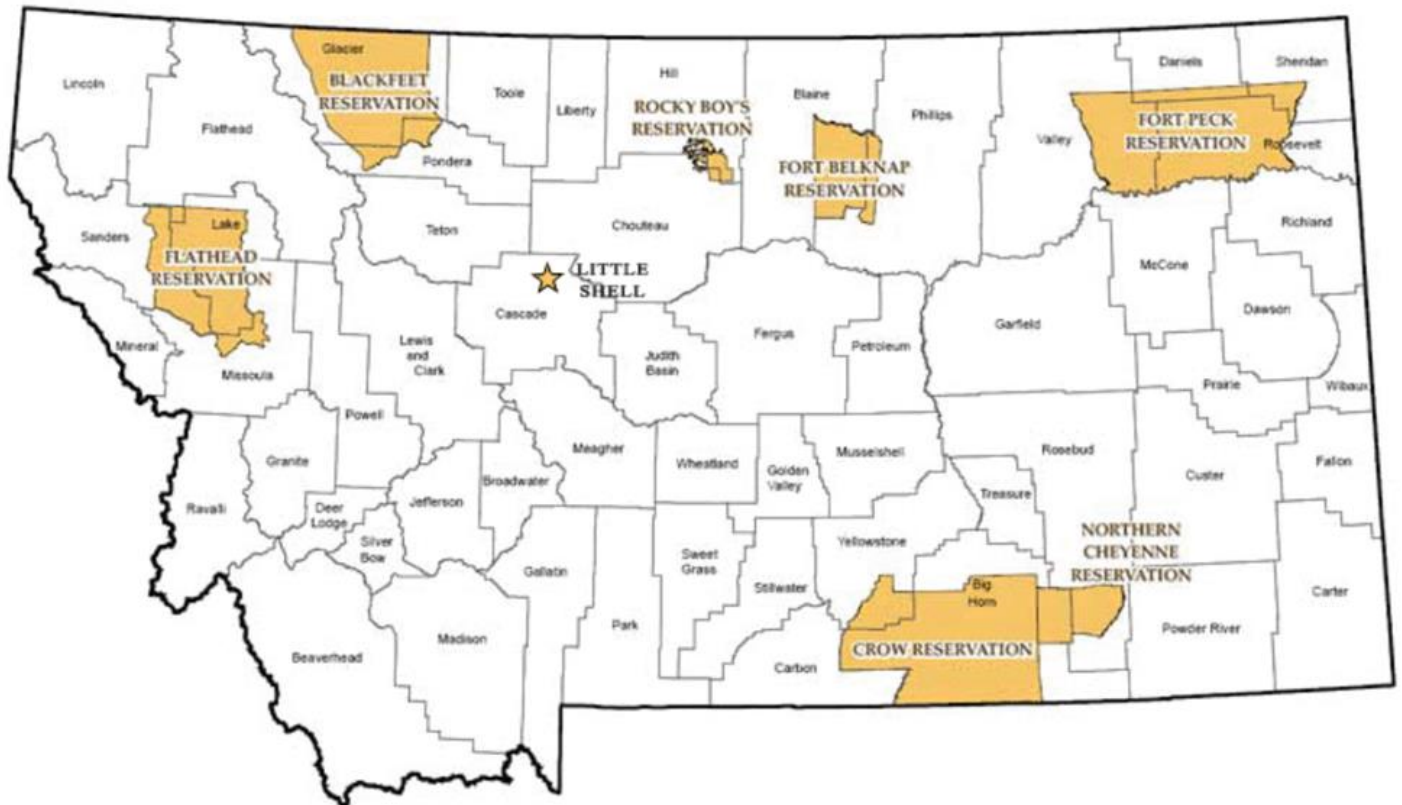 Lincoln
Flathead
Glacier
BLACKFEET
RESERVATION
Pondera
Toole
Liberty
Hill
ROCKY BOY'S
RESERVATION
Blaine
FORT BELKNAP
RESERVATION
Phillips
Valley
Daniels
Sheridan
FORT PECK
RESERVATION
Roosevelt
Sanders
Lake
FLATHEAD
RESERVATION
Teton
Chouteau
Richland
McCone
LITTLE
SHELL
Cascade
Mineral
Missoula
Lewis
and
Clark
Judith
Basin
Fergus
Petroleum
Garfield
Dawson
Prairie
Wibaux
Powell
Granite
Ravalli
Deer
Lodge
Silver
Bow
Jefferson
Broadwater
Meagher
Wheatland
Golden
Valley
Musselshell
Treasure
Rosebud
Custer
Fallon
NORTHERN
CHEYENNE
RESERVATION
Gallatin
Sweet
Grass
Stillwater
Yellowstone
Big
Horn
CROW RESERVATION
Powder River
Carter
Beaverhead
Madison
Park
Carbon